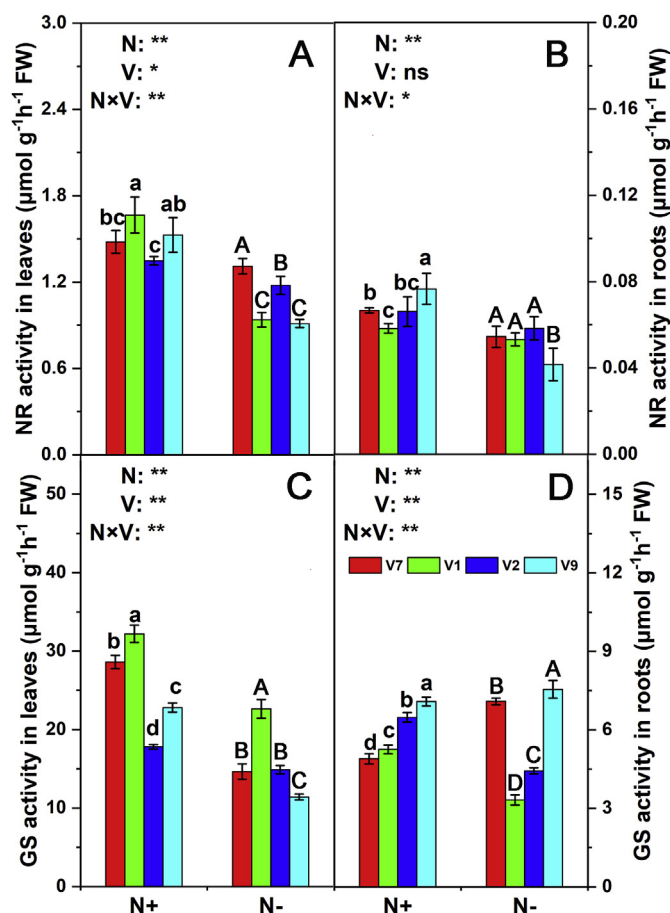 NR activity in leaves (μmol g⁻¹h⁻¹ FW)
3.0
2.4
1.8
1.2
0.6
0.0
N: **
V: *
N×V: **
A
bc
a
c
ab
A
C
B
C
N: **
V: ns
N×V: *
B
b
c
bc
a
A
A
A
B
0.20
0.16
0.12
0.08
0.04
0.00
NR activity in roots (μmol g⁻¹h⁻¹ FW)
GS activity in leaves (μmol g⁻¹h⁻¹ FW)
50
40
30
20
10
0
N: **
V: **
N×V: **
C
b
a
d
c
B
A
B
C
N+
N-
N: **
V: **
N×V: **
D
V7 V1 V2 V9
d
c
b
a
B
D
C
A
N+
N-
15
12
9
6
3
0
GS activity in roots (μmol g⁻¹h⁻¹ FW)